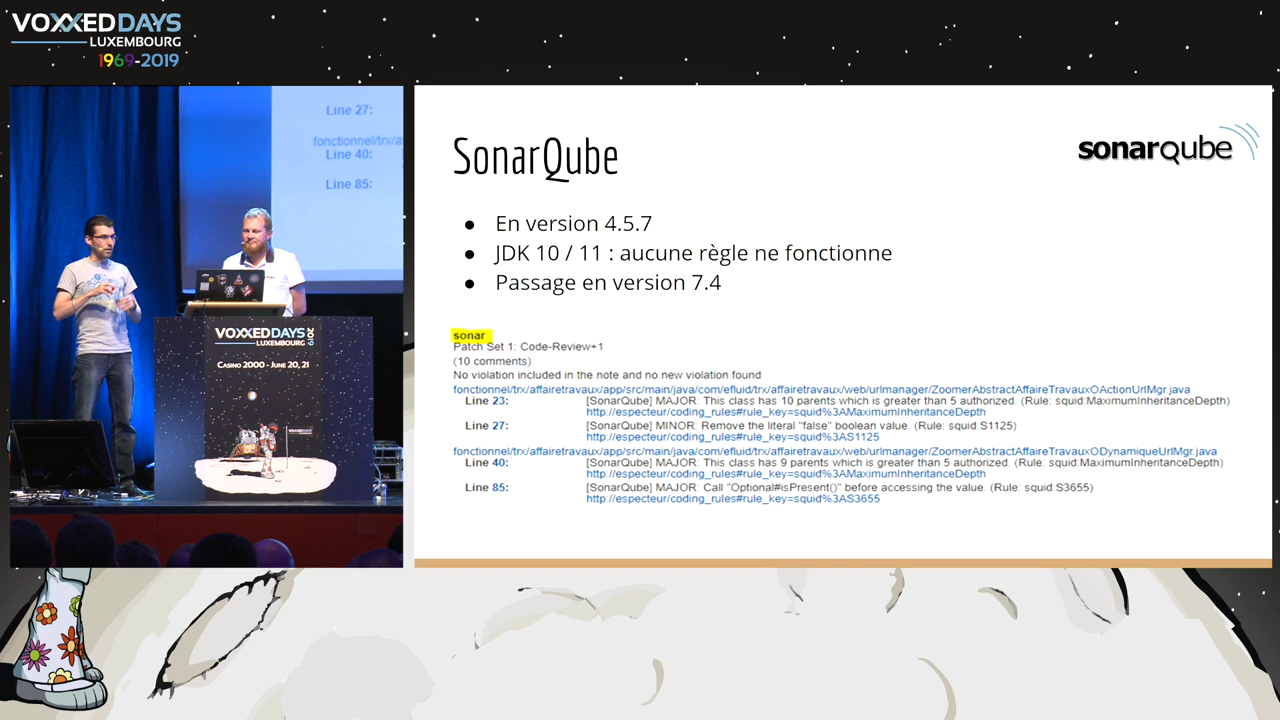 VOXXEDDAYS
LUXEMBOURG
1969-2019
Line 27:
fonctionnel/trx/a
Line 40:
Line 85:
VOXXEDDAYS 2019
LUXEMBOURG
CASINO 2000 - JUNE 20, 21
SonarQube
sonarqube
● En version 4.5.7
● JDK 10 / 11 : aucune règle ne fonctionne
● Passage en version 7.4
sonar
Patch Set 1: Code-Review+1
(10 comments)
No violation included in the note and no new violation found
fonctionnel/trx/affairetravaux/app/src/main/java/com/efluid/trx/affairetravaux/web/urlmanager/ZoomerAbstractAffaireTravauxOActionUrlMgr.java
Line 23: [SonarQube] MAJOR: This class has 10 parents which is greater than 5 authorized. (Rule: squid:MaximumInheritanceDepth)
http://especteur/coding_rules#rule_key=squid%3AMaximumInheritanceDepth
Line 27: [SonarQube] MINOR: Remove the literal "false" boolean value. (Rule: squid:S1125)
http://especteur/coding_rules#rule_key=squid%3AS1125
fonctionnel/trx/affairetravaux/app/src/main/java/com/efluid/trx/affairetravaux/web/urlmanager/ZoomerAbstractAffaireTravauxODynamiqueUrlMgr.java
Line 40: [SonarQube] MAJOR: This class has 9 parents which is greater than 5 authorized. (Rule: squid:MaximumInheritanceDepth)
http://especteur/coding_rules#rule_key=squid%3AMaximumInheritanceDepth
Line 85: [SonarQube] MAJOR: Call "Optional#isPresent()" before accessing the value. (Rule: squid:S3655)
http://especteur/coding_rules#rule_key=squid%3AS3655